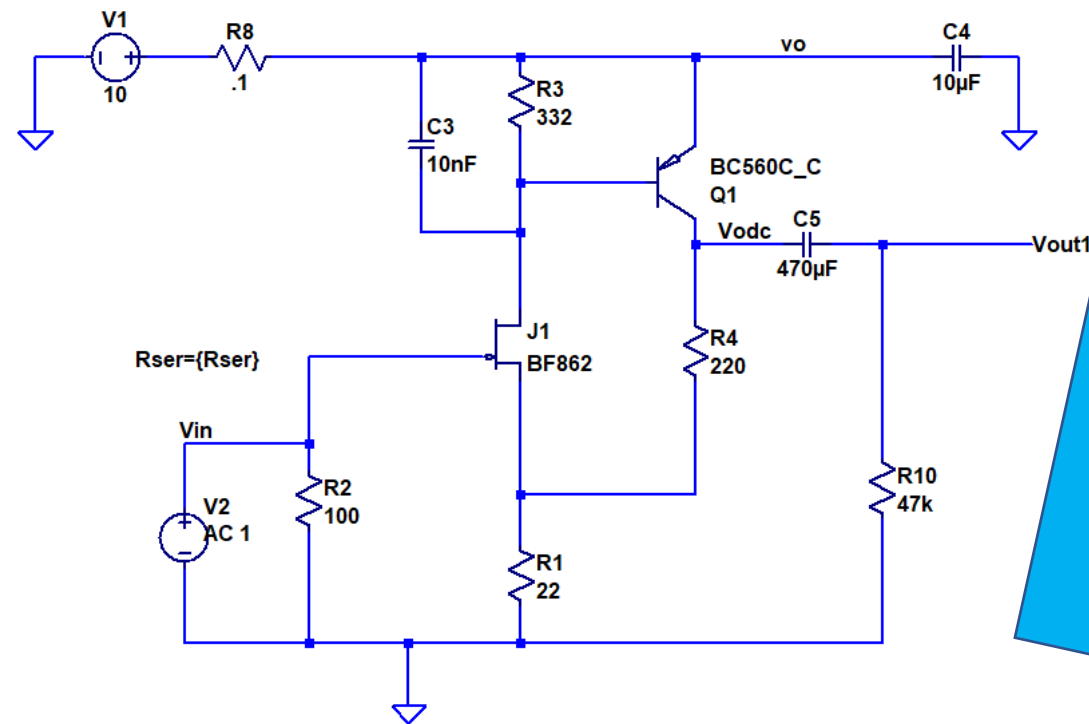 V1
10
R8
.1
C3
10nF
R3
332
vo
C4
10µF
BC560C_C
Q1
Vodc
C5
470µF
Vout1
J1
BF862
R4
220
Rser={Rser}
Vin
V2
AC 1
R2
100
R1
22
R10
47k